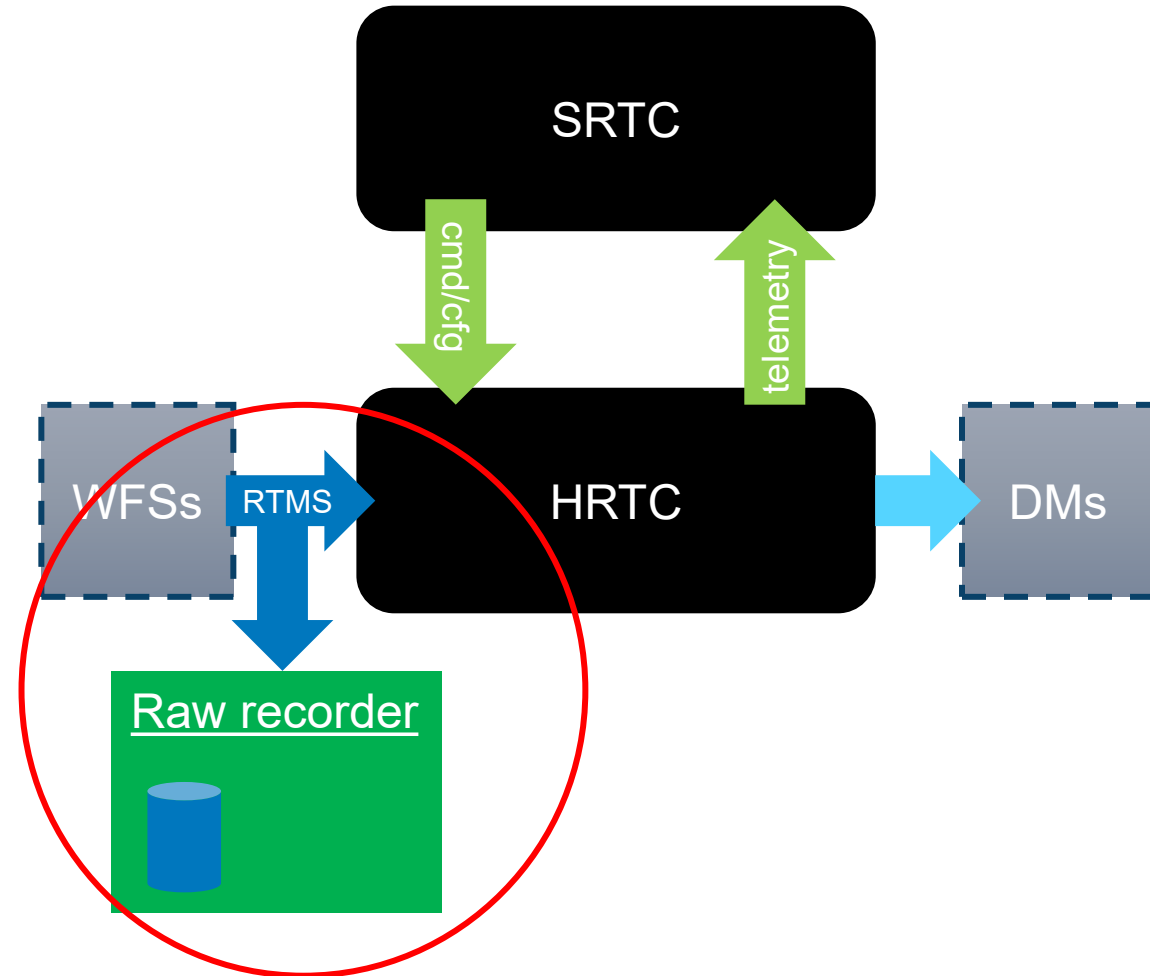 SRTC
cmd/cfg
telemetry
WFSs
RTMS
HRTC
DMs
Raw recorder